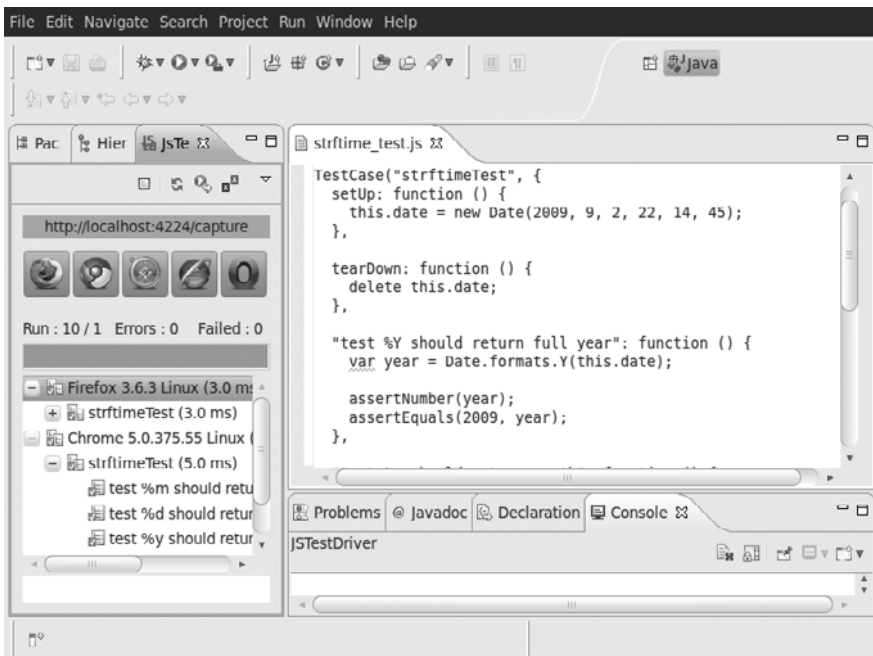 File Edit Navigate Search Project Run Window Help
Java
Pac Hier JsTe
http://localhost:4224/capture
Run : 10 / 1 Errors : 0 Failed : 0
Firefox 3.6.3 Linux (3.0 ms
strftimeTest (3.0 ms)
Chrome 5.0.375.55 Linux (
strftimeTest (5.0 ms)
test %m should retu
test %d should retur
test %y should retur
strftime_test.js
TestCase("strftimeTest", {
setUp: function () {
this.date = new Date(2009, 9, 2, 22, 14, 45);
},
tearDown: function () {
delete this.date;
},
"test %Y should return full year": function () {
var year = Date.formats.Y(this.date);
assertNumber(year);
assertEquals(2009, year);
},
Problems @ Javadoc Declaration Console
JSTestDriver